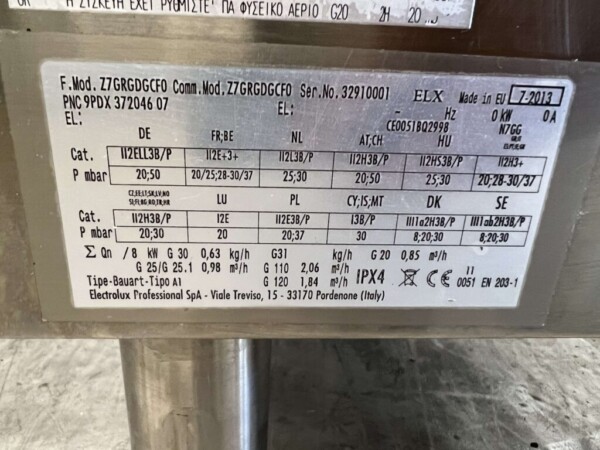 Η ΣΥΣΚΕΥΗ ΕΧΕΙ ΡΥΘΜΙΣΤΕΙ ΓΙΑ ΦΥΣΙΚΟ ΑΕΡΙΟ G20 2H 20
F.Mod. Z7GRGDGCF0 Comm.Mod.Z7GRGDGCF0 Ser.No. 32910001 ELX Made in EU 7-2013
PNC 9PDX 372046 07 EL: - Hz 0 kW 0 A
EL: CE0051BQ2998 N7GG
DE FR;BE NL AT,CH HU
Cat. II2ELL3B/P II2E+3+ II2L3B/P II2H3B/P II2HS3B/P II2H3+
P mbar 20;50 20/25;28-30/37 25;30 20;50 25;30 20;28-30/37
LU PL CY,IS,MT DK SE
Cat. II2H3B/P I2E II2E3B/P I3B/P III1a2H3B/P III1ab2H3B/P
P mbar 20;30 20 20;37 30 8;20;30 8;20;30
Σ Qn / 8 kW G 30 0,63 kg/h G31 kg/h G 20 0,85 m³/h
G 25/G 25.1 0,98 m³/h G 110 2,06 m³/h IPX4 CE 11
Tipe-Bauart-Tipo A1 G 120 1,84 m³/h 0051 EN 203-1
Electrolux Professional SpA - Viale Treviso, 15 - 33170 Pordenone (Italy)